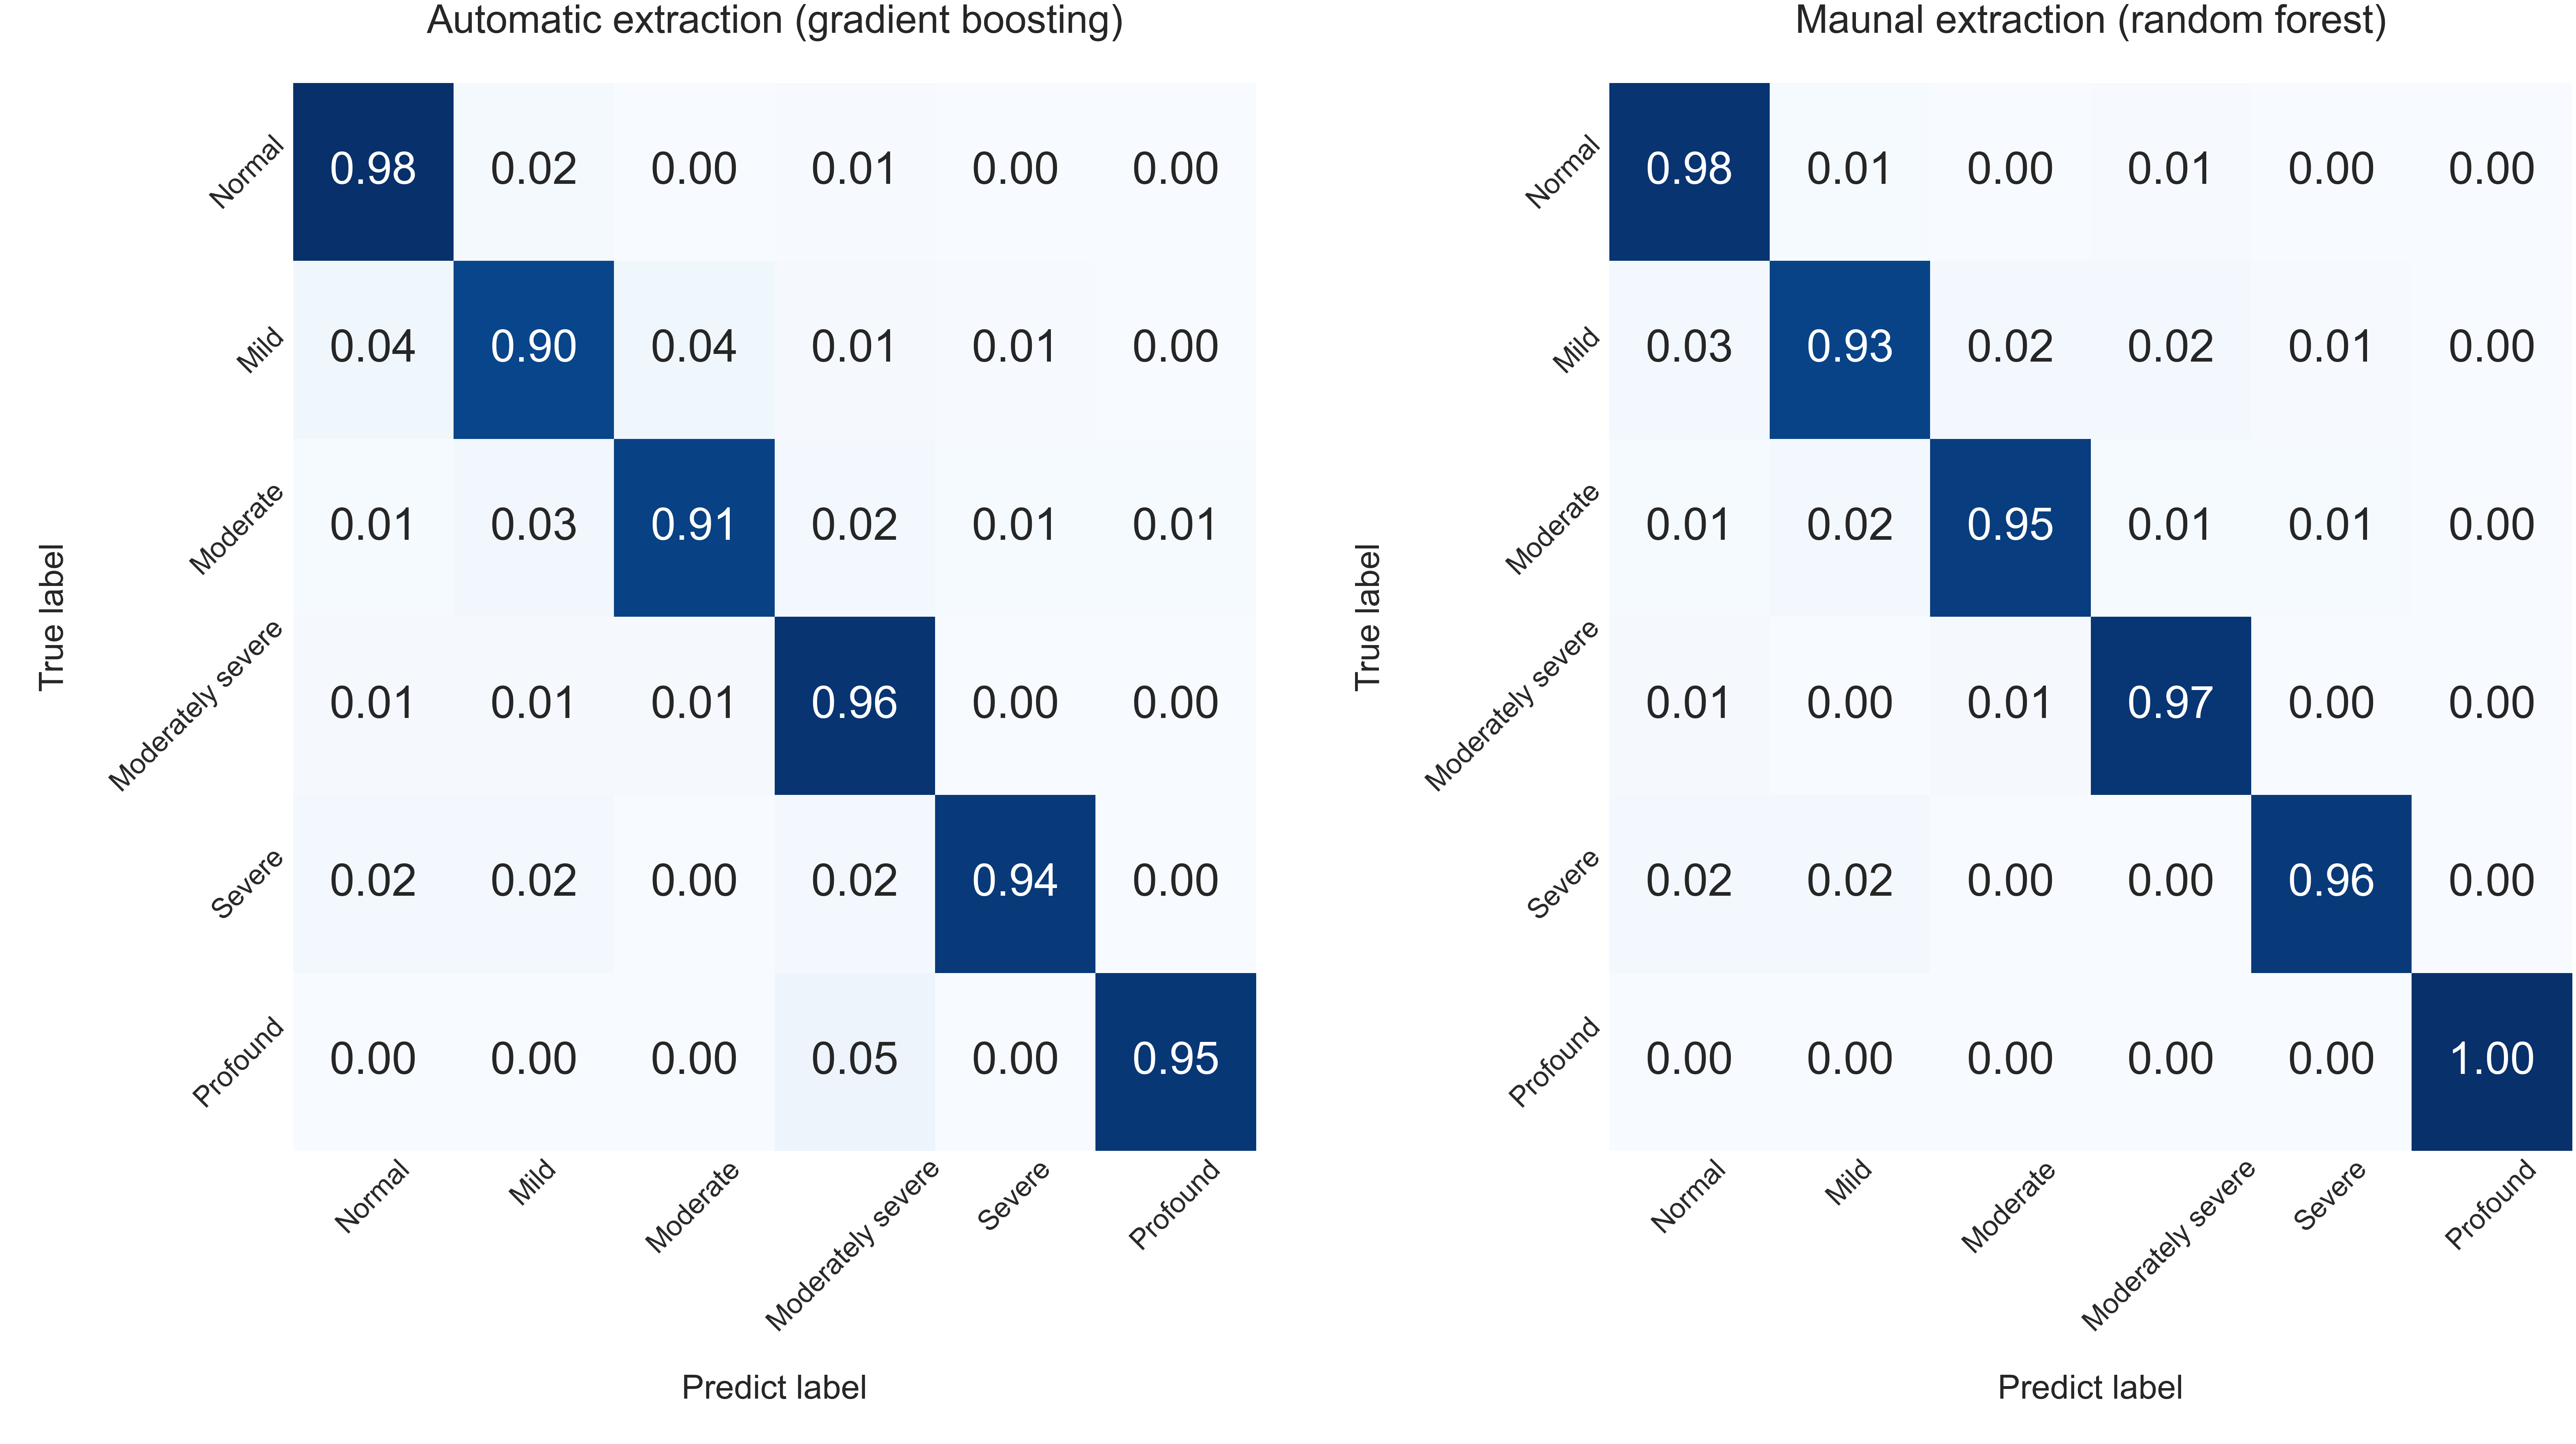 Automatic extraction (gradient boosting)
True label
Normal 0.98 0.02 0.00 0.01 0.00 0.00
Mild 0.04 0.90 0.04 0.01 0.01 0.00
Moderate 0.01 0.03 0.91 0.02 0.01 0.01
Moderately severe 0.01 0.01 0.01 0.96 0.00 0.00
Severe 0.02 0.02 0.00 0.02 0.94 0.00
Profound 0.00 0.00 0.00 0.05 0.00 0.95
Normal Mild Moderate Moderately severe Severe Profound
Predict label
Maunal extraction (random forest)
True label
Normal 0.98 0.01 0.00 0.01 0.00 0.00
Mild 0.03 0.93 0.02 0.02 0.01 0.00
Moderate 0.01 0.02 0.95 0.01 0.01 0.00
Moderately severe 0.01 0.00 0.01 0.97 0.00 0.00
Severe 0.02 0.02 0.00 0.00 0.96 0.00
Profound 0.00 0.00 0.00 0.00 0.00 1.00
Normal Mild Moderate Moderately severe Severe Profound
Predict label